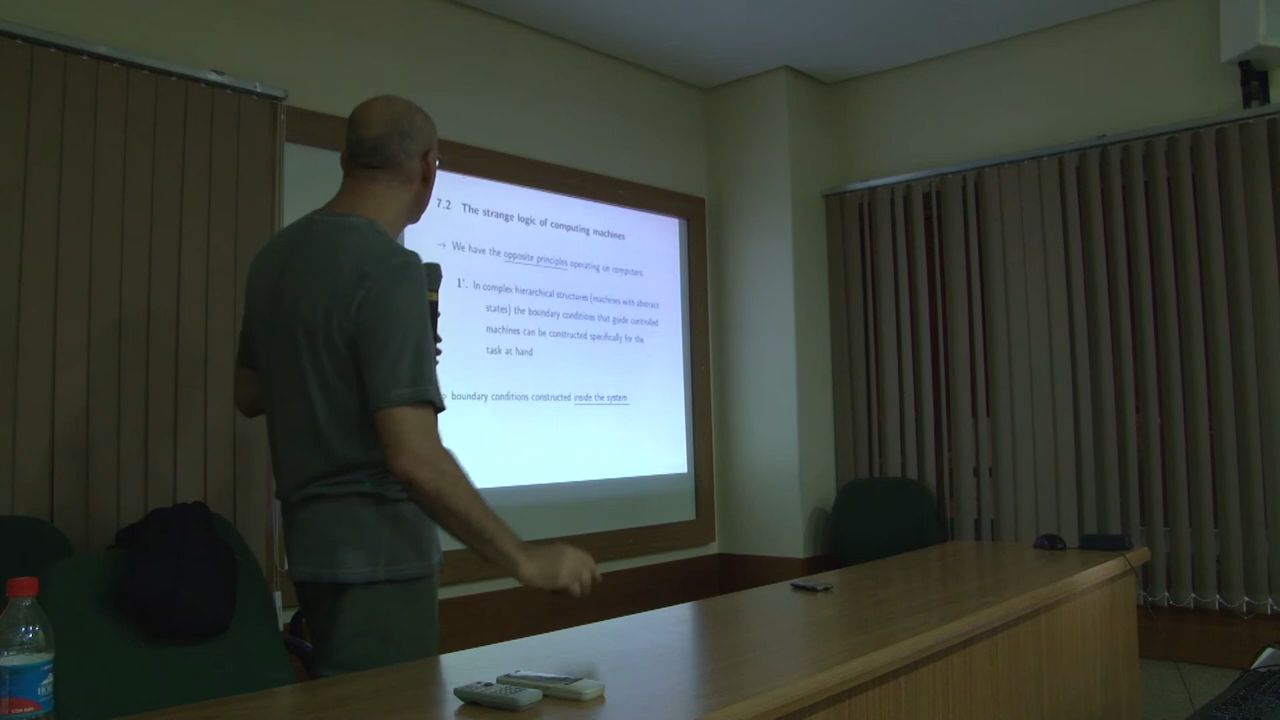 7.2 The strange logic of computing machines
→ We have the opposite principles operating on computers:
1'. In complex hierarchical structures (machines with abstract
states) the boundary conditions that guide controlled
machines can be constructed specifically for the
task at hand
boundary conditions constructed inside the system